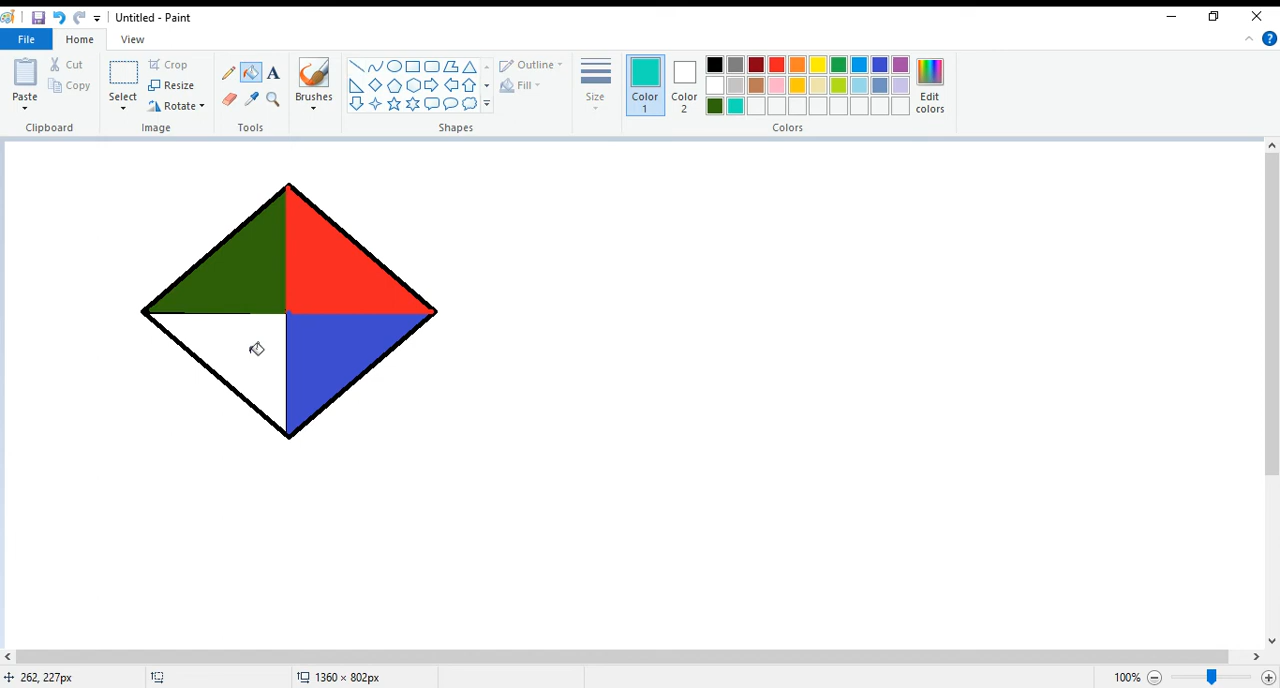 Untitled - Paint
File Home View
Paste
Cut
Copy
Clipboard
Select
Crop
Resize
Rotate
Image
A
Tools
Brushes
Outline
Fill
Shapes
Size
Color 1
Color 2
Edit colors
Colors
262, 227px
1360 × 802px
100%